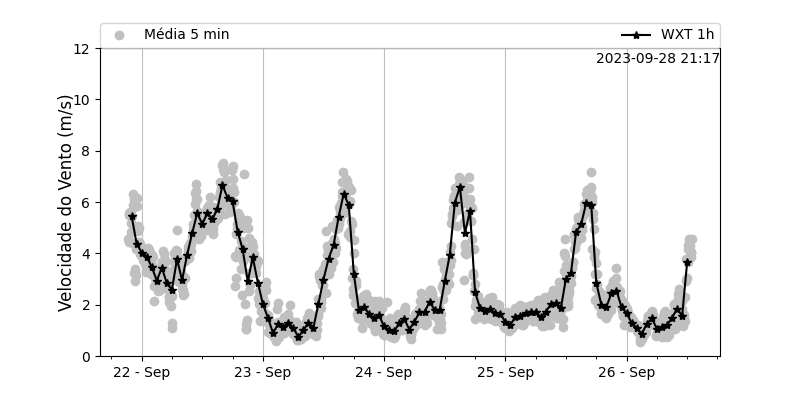 Média 5 min
WXT 1h
2023-09-28 21:17
Velocidade do Vento (m/s)
12
10
8
6
4
2
0
22 - Sep
23 - Sep
24 - Sep
25 - Sep
26 - Sep